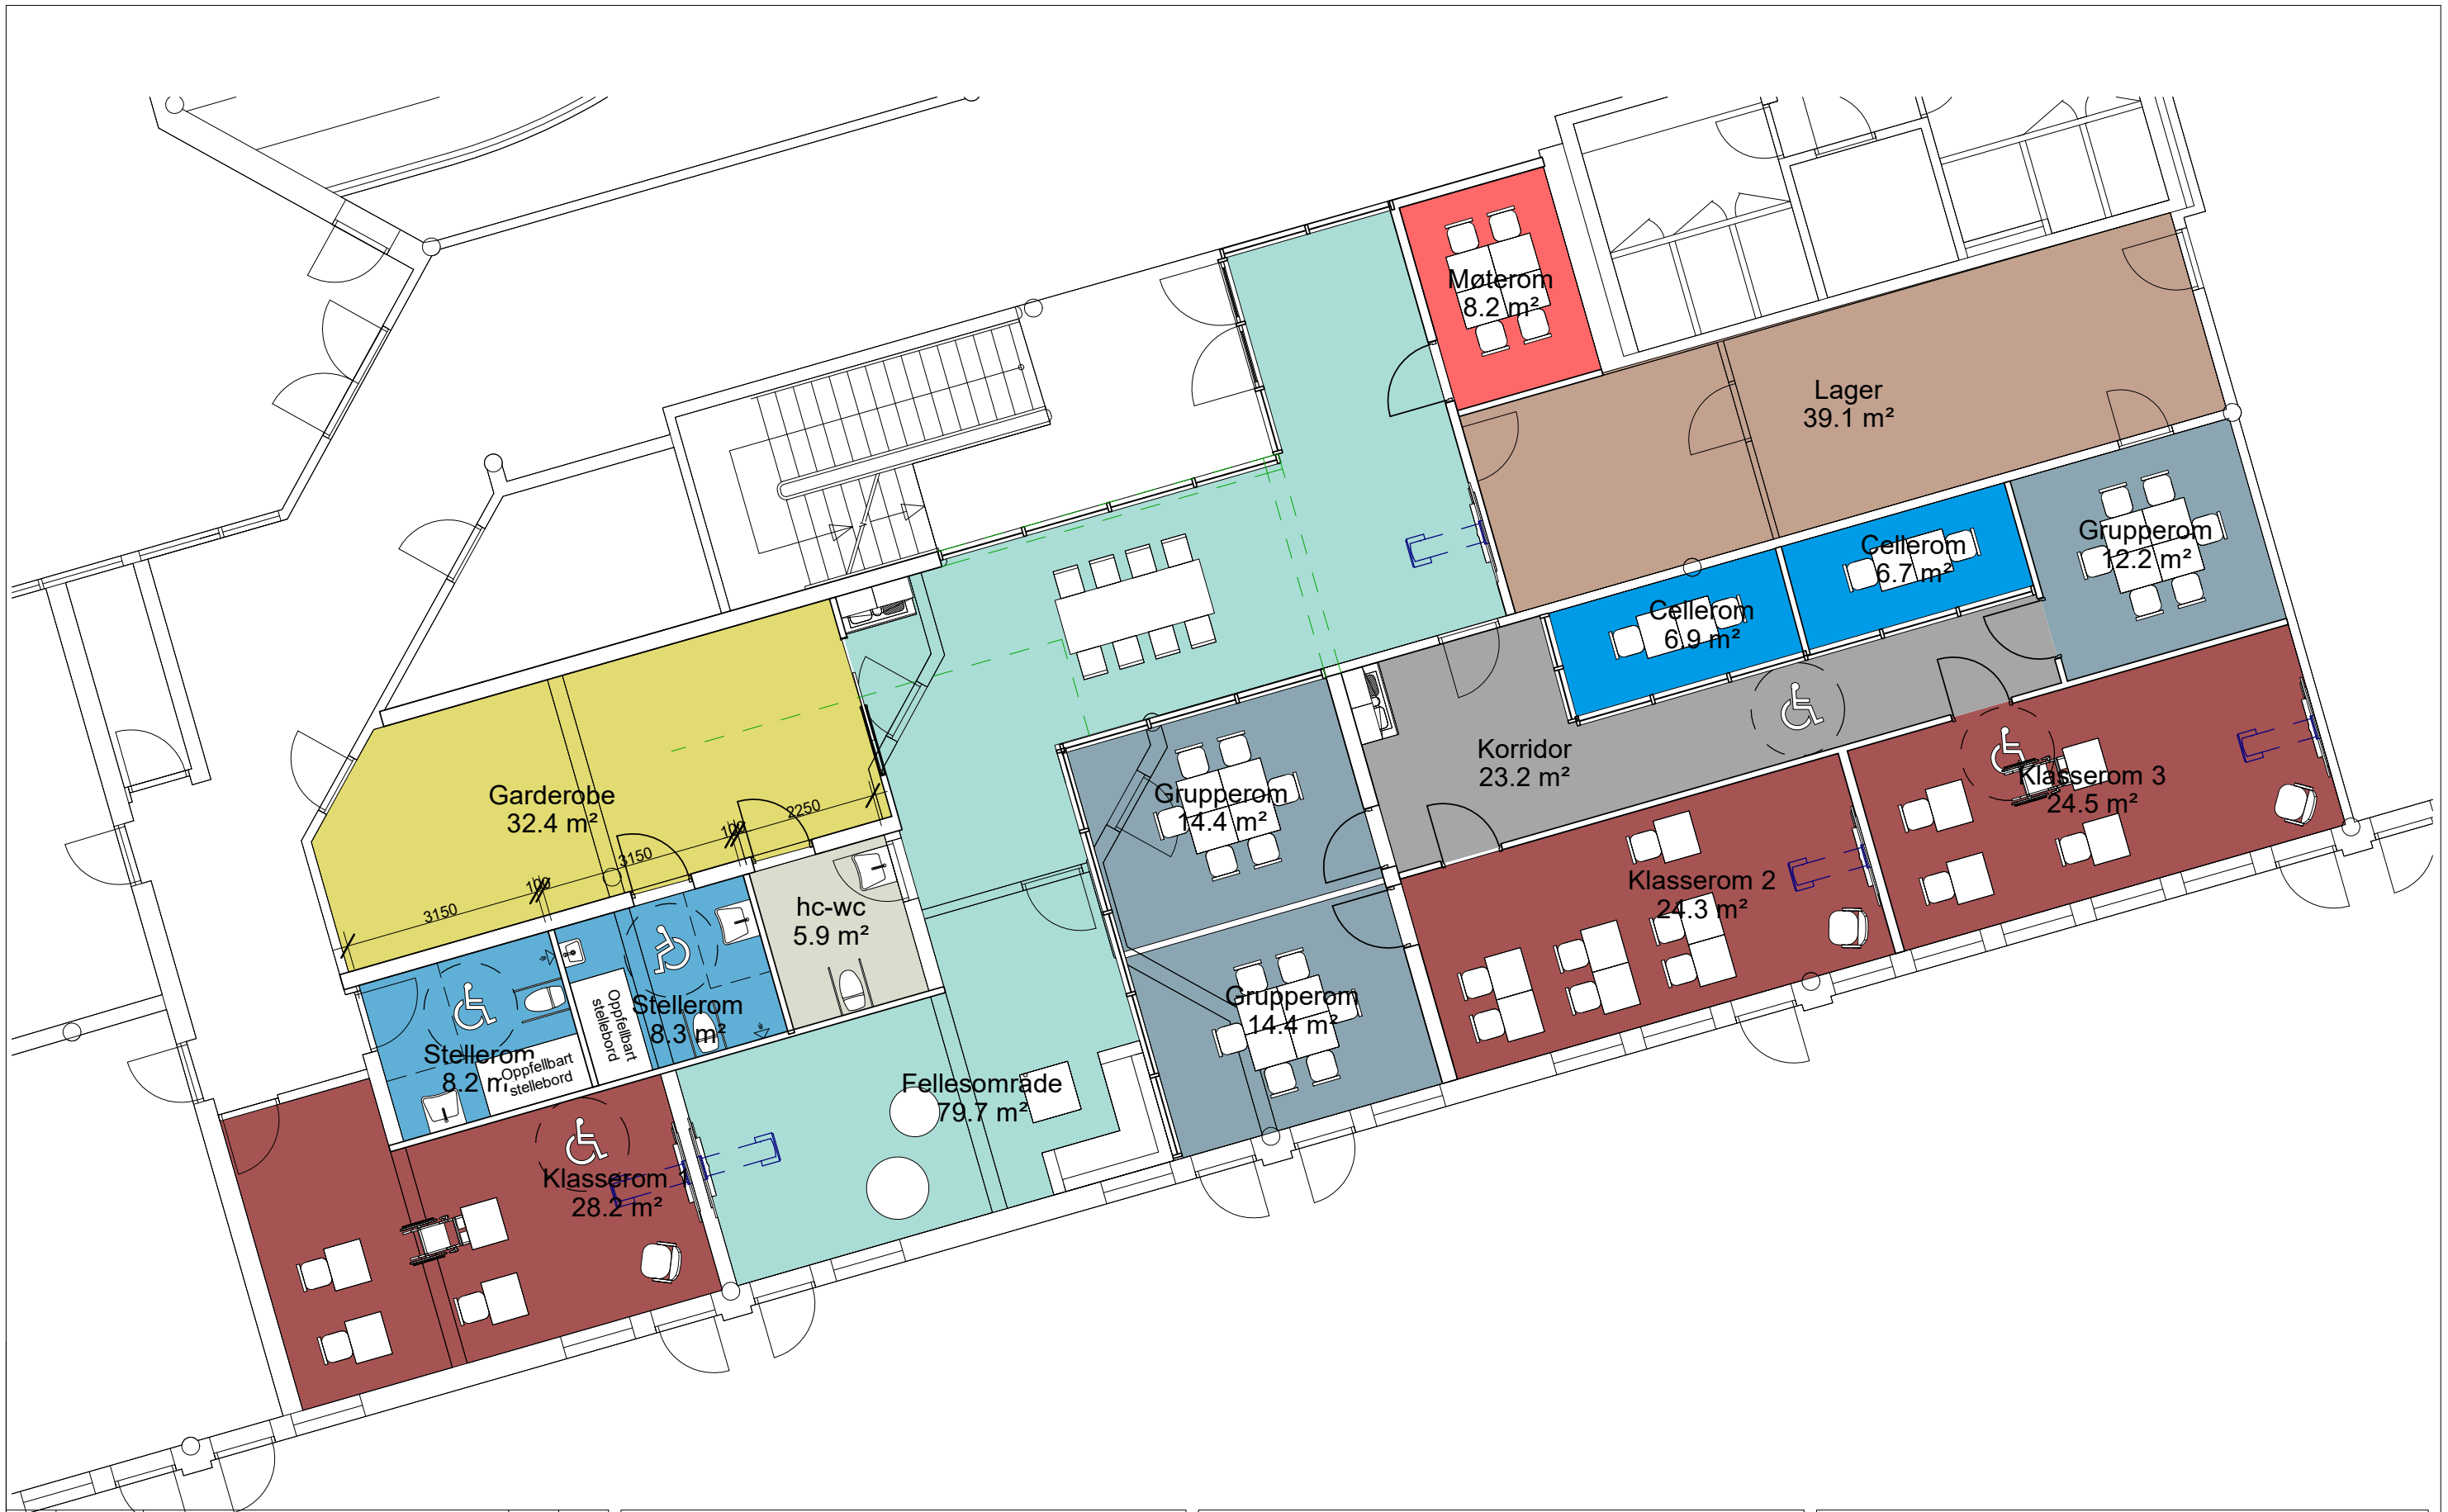 Møterom
8.2 m²
Lager
39.1 m²
Grupperom
12.2 m²
Cellerom
6.7 m²
Cellerom
6.9 m²
Korridor
23.2 m²
Klasserom 3
24.5 m²
Garderobe
32.4 m²
Grupperom
14.4 m²
2250
100
3150
100
3150
Klasserom 2
24.3 m²
hc-wc
5.9 m²
Stellerom
8.3 m²
Oppfellbart
stellebord
Grupperom
14.4 m²
Stellerom
8.2 m
Oppfellbart
stellebord
Fellesområde
79.7 m²
Klasserom 1
28.2 m²